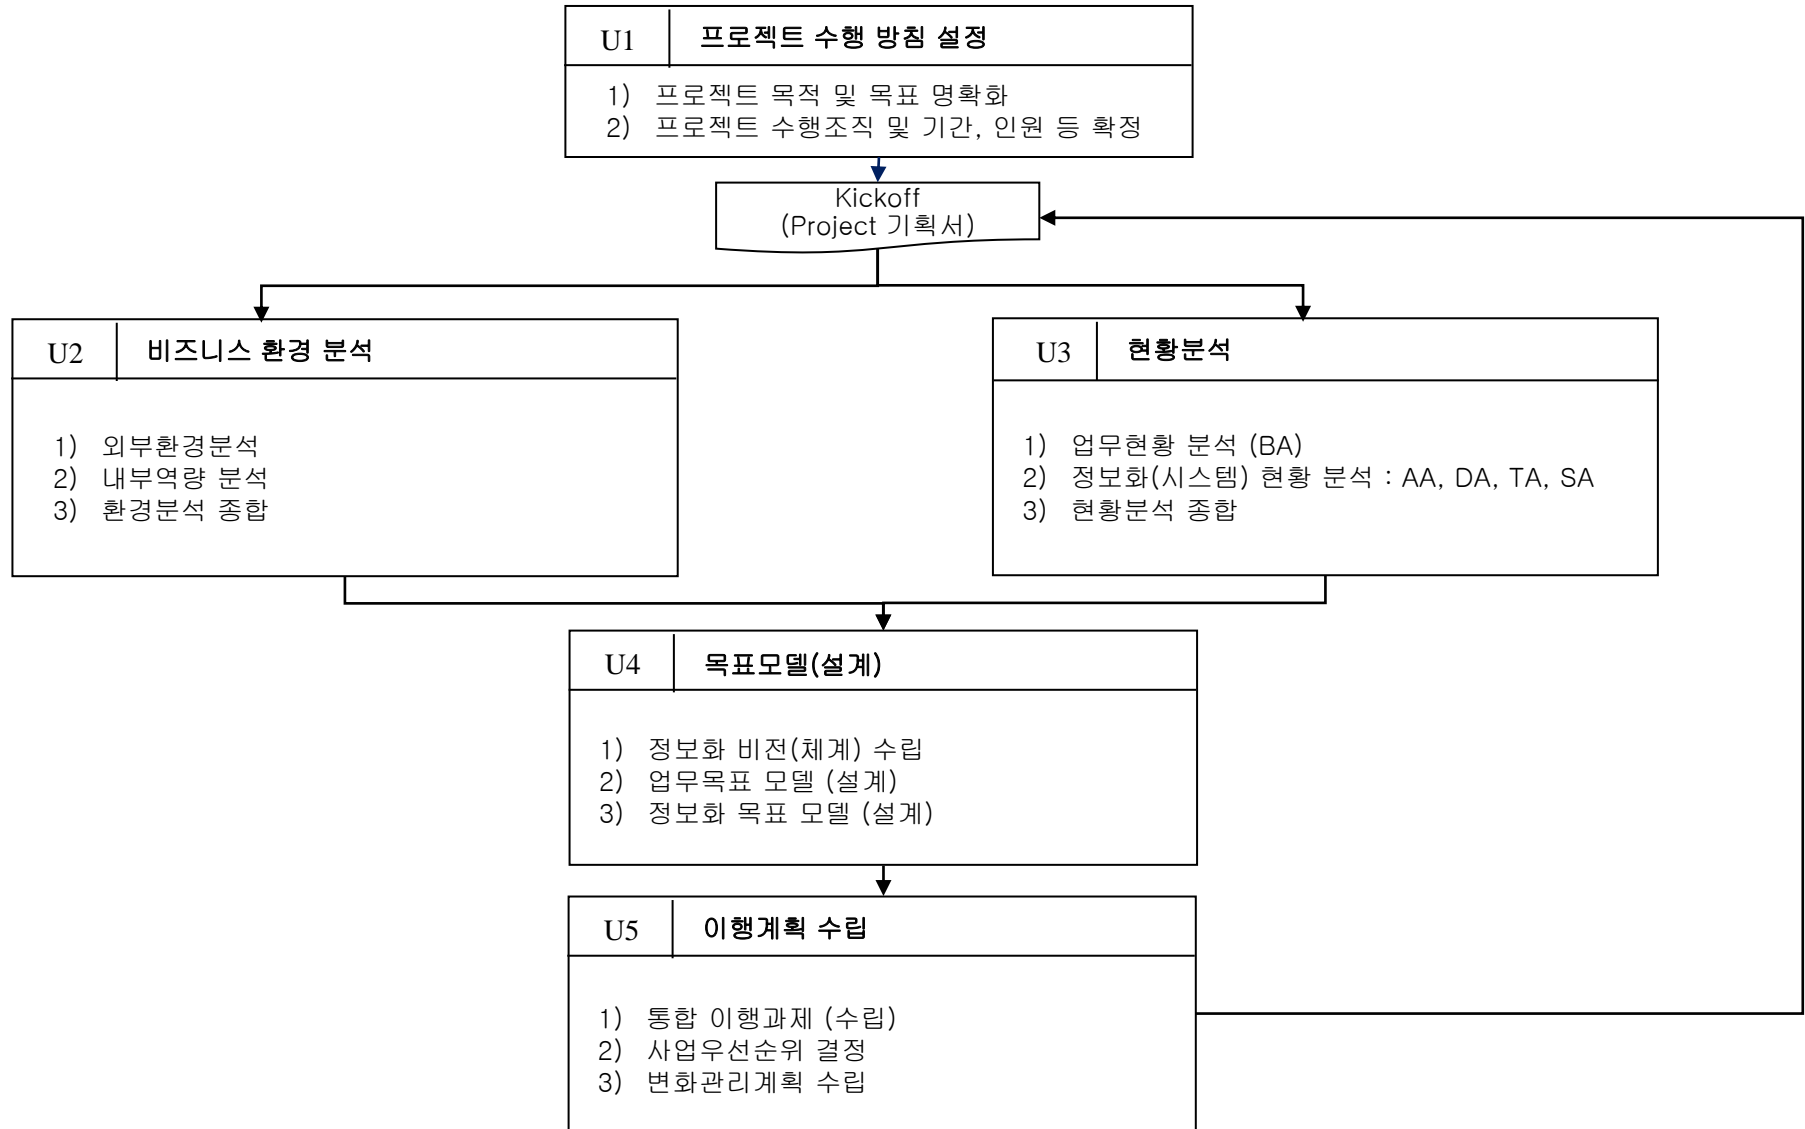 U1
프로젝트 수행 방침 설정
1) 프로젝트 목적 및 목표 명확화
2) 프로젝트 수행조직 및 기간, 인원 등 확정
Kickoff
(Project 기획서)
U2
비즈니스 환경 분석
1) 외부환경분석
2) 내부역량 분석
3) 환경분석 종합
U3
현황분석
1) 업무현황 분석 (BA)
2) 정보화(시스템) 현황 분석 : AA, DA, TA, SA
3) 현황분석 종합
U4
목표모델(설계)
1) 정보화 비전(체계) 수립
2) 업무목표 모델 (설계)
3) 정보화 목표 모델 (설계)
U5
이행계획 수립
1) 통합 이행과제 (수립)
2) 사업우선순위 결정
3) 변화관리계획 수립